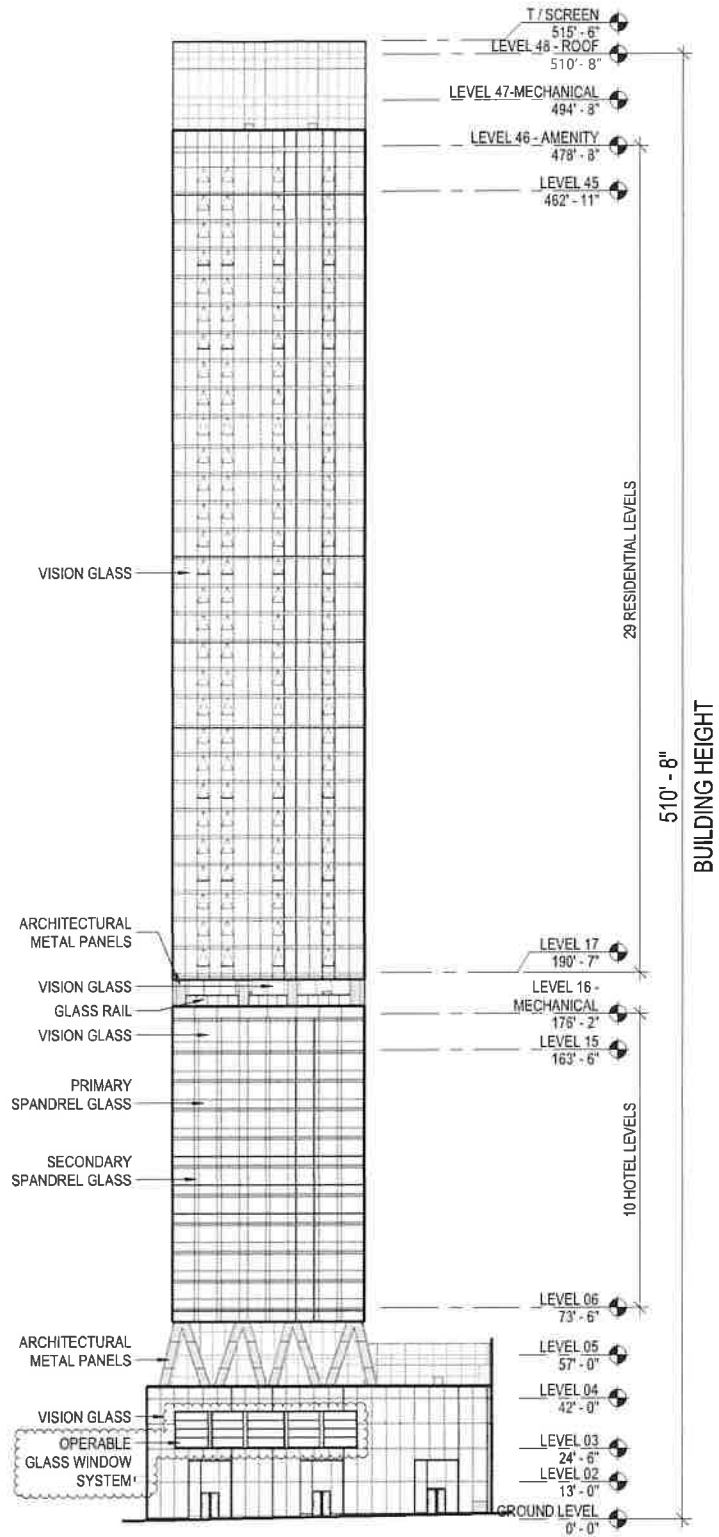 T / SCREEN
515' - 6"
LEVEL 48 - ROOF
510' - 8"
LEVEL 47-MECHANICAL
494' - 8"
LEVEL 46 - AMENITY
478' - 8"
LEVEL 45
462' - 11"
VISION GLASS
29 RESIDENTIAL LEVELS
510' - 8"
BUILDING HEIGHT
ARCHITECTURAL
METAL PANELS
VISION GLASS
GLASS RAIL
VISION GLASS
LEVEL 17
190' - 7"
LEVEL 16 -
MECHANICAL
176' - 2"
LEVEL 15
163' - 6"
PRIMARY
SPANDREL GLASS
SECONDARY
SPANDREL GLASS
10 HOTEL LEVELS
LEVEL 06
73' - 6"
ARCHITECTURAL
METAL PANELS
LEVEL 05
57' - 0"
LEVEL 04
42' - 0"
VISION GLASS
OPERABLE
GLASS WINDOW
SYSTEM
LEVEL 03
24' - 6"
LEVEL 02
13' - 0"
GROUND LEVEL
0' - 0"